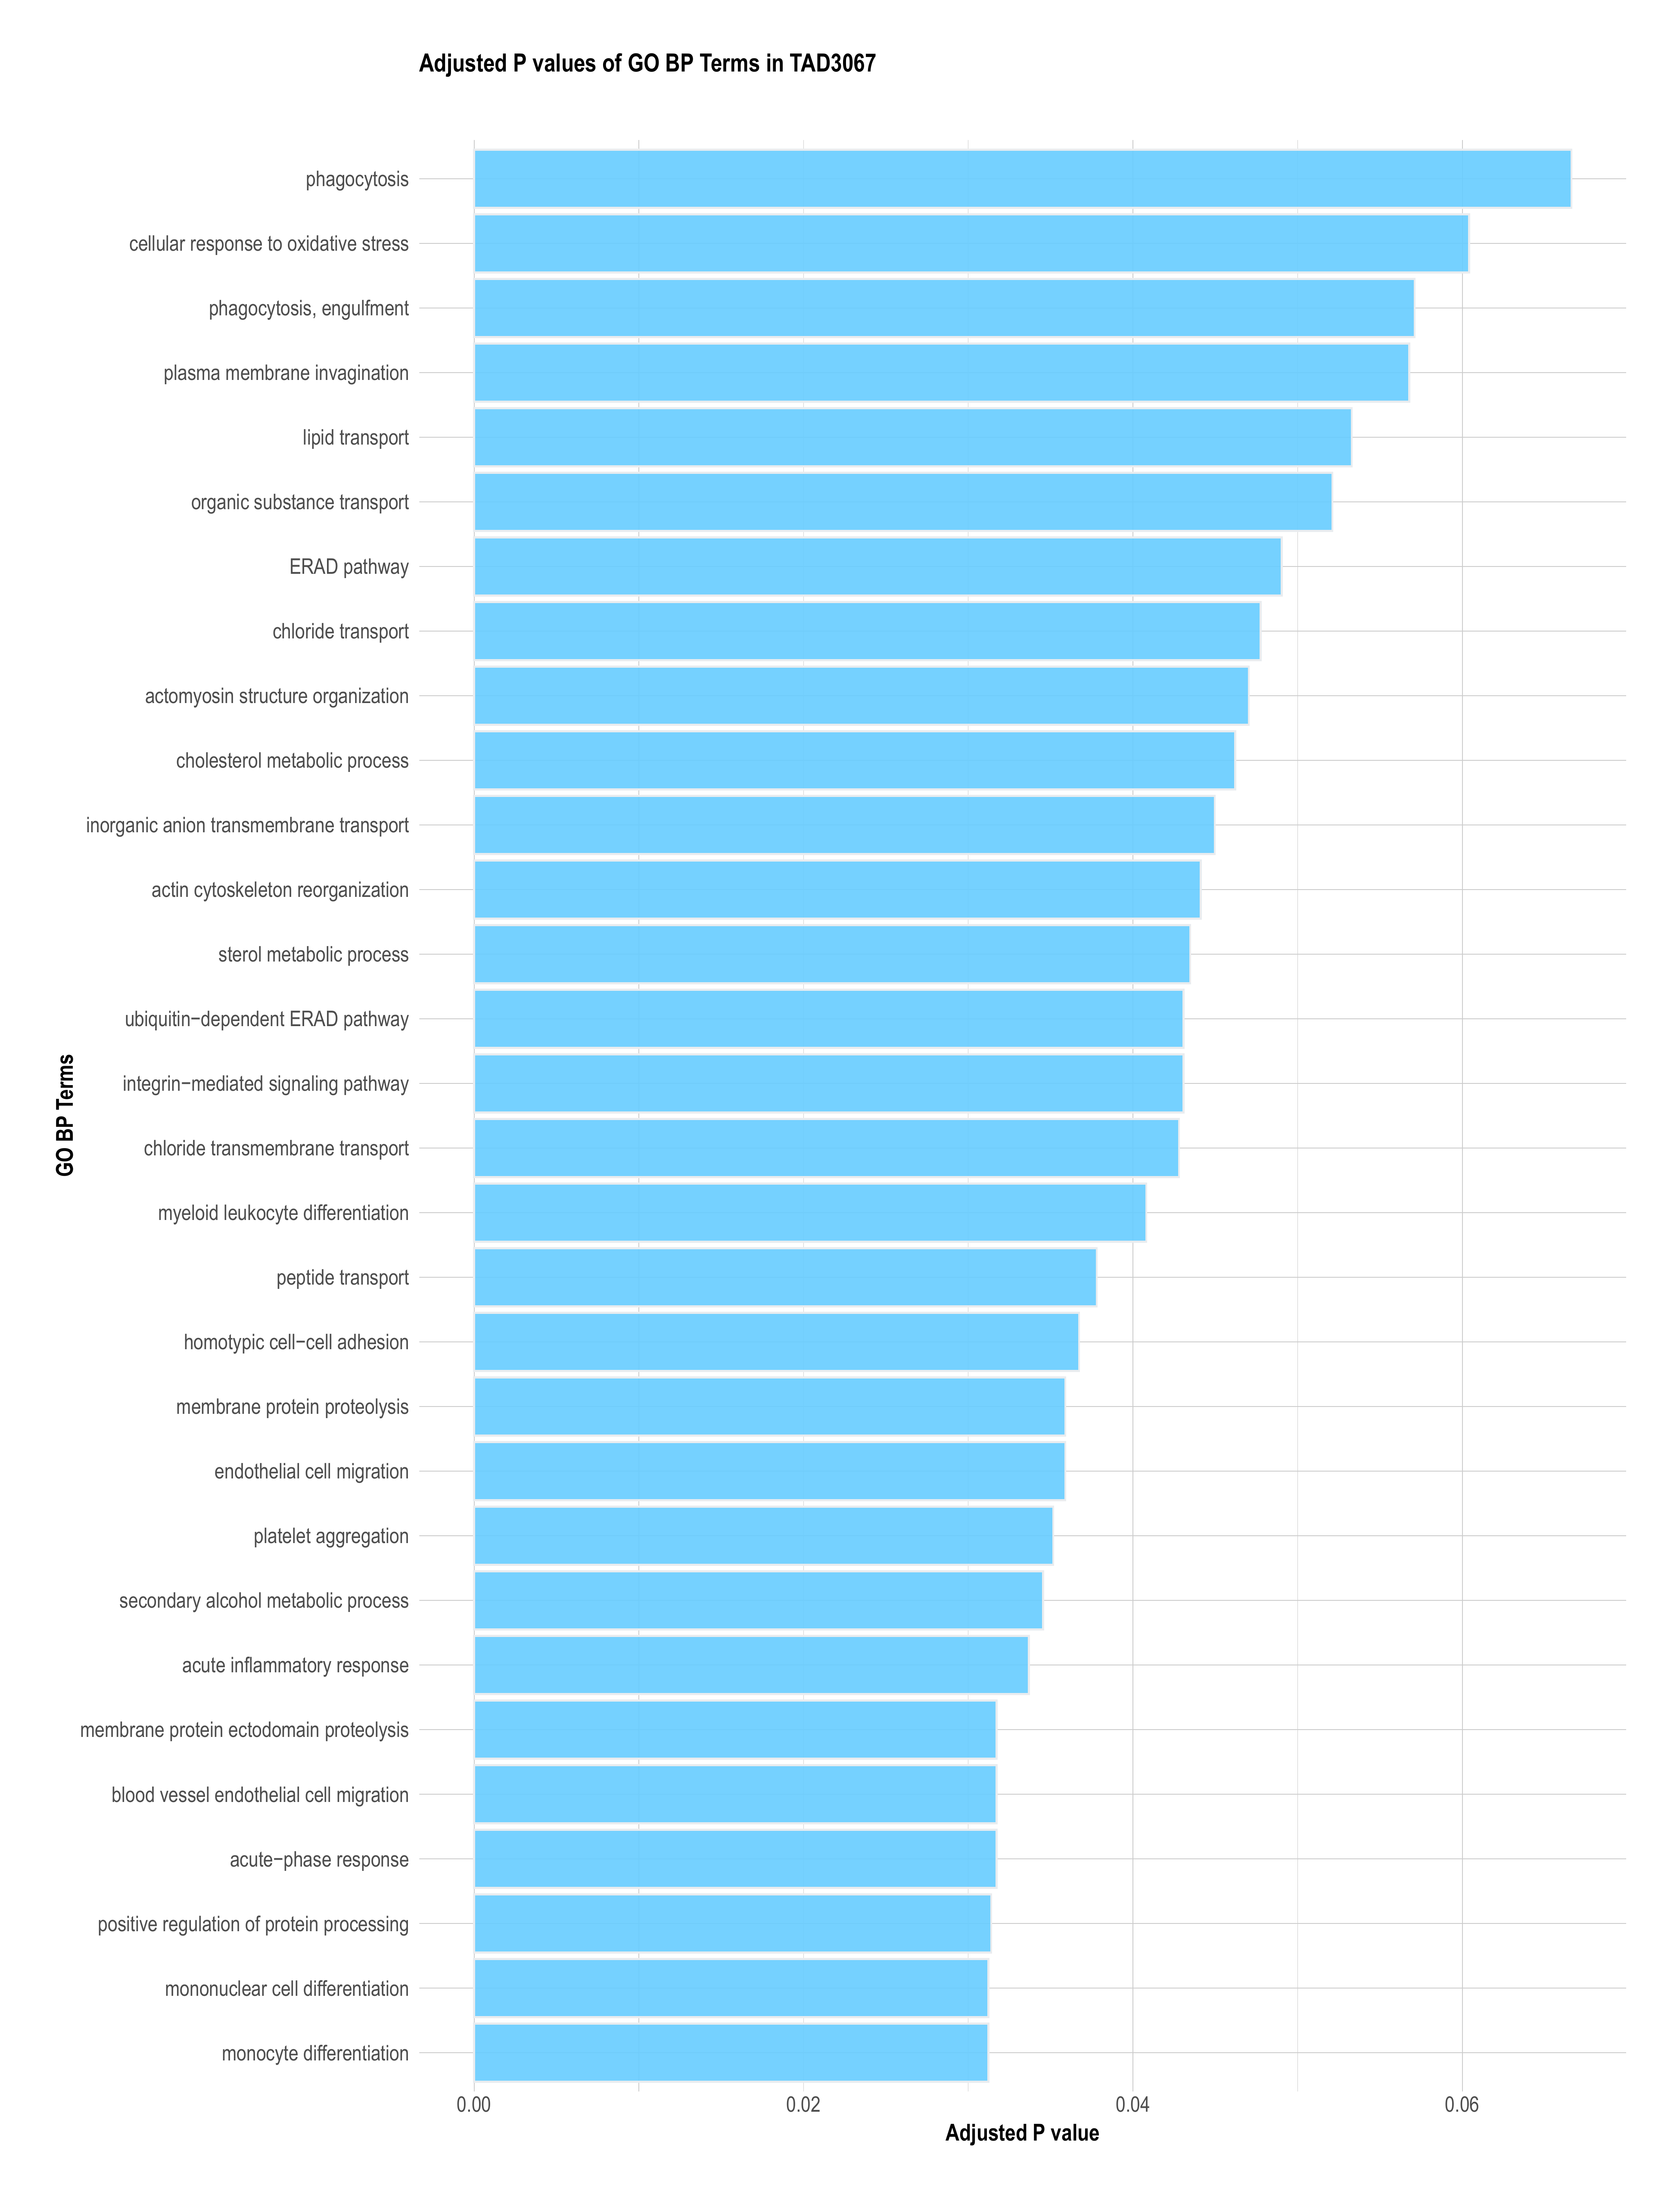 Adjusted P values of GO BP Terms in TAD3067
phagocytosis
cellular response to oxidative stress
phagocytosis, engulfment
plasma membrane invagination
lipid transport
organic substance transport
ERAD pathway
chloride transport
actomyosin structure organization
cholesterol metabolic process
inorganic anion transmembrane transport
actin cytoskeleton reorganization
sterol metabolic process
ubiquitin−dependent ERAD pathway
integrin−mediated signaling pathway
chloride transmembrane transport
myeloid leukocyte differentiation
peptide transport
homotypic cell−cell adhesion
membrane protein proteolysis
endothelial cell migration
platelet aggregation
secondary alcohol metabolic process
acute inflammatory response
membrane protein ectodomain proteolysis
blood vessel endothelial cell migration
acute−phase response
positive regulation of protein processing
mononuclear cell differentiation
monocyte differentiation
GO BP Terms
0.00 0.02 0.04 0.06
Adjusted P value